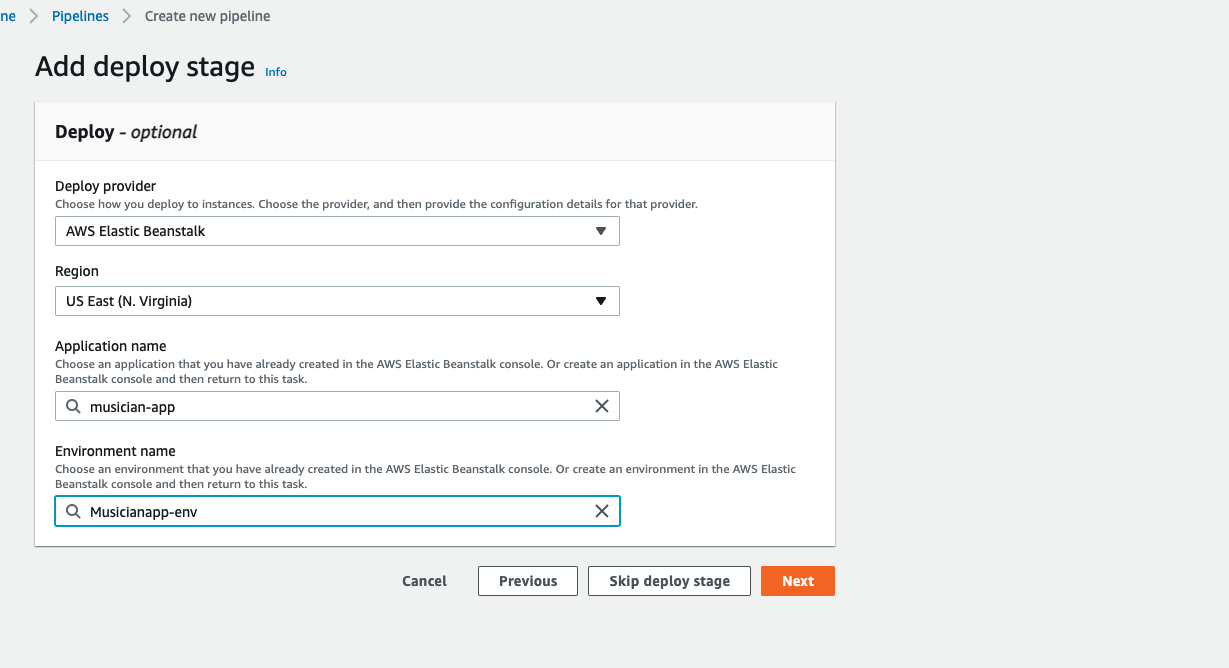 ne Pipelines Create new pipeline
Add deploy stage Info
Deploy - optional
Deploy provider
Choose how you deploy to instances. Choose the provider, and then provide the configuration details for that provider.
AWS Elastic Beanstalk
Region
US East (N. Virginia)
Application name
Choose an application that you have already created in the AWS Elastic Beanstalk console. Or create an application in the AWS Elastic
Beanstalk console and then return to this task.
musician-app
Environment name
Choose an environment that you have already created in the AWS Elastic Beanstalk console. Or create an environment in the AWS Elastic
Beanstalk console and then return to this task.
Musicianapp-env
Cancel Previous Skip deploy stage Next